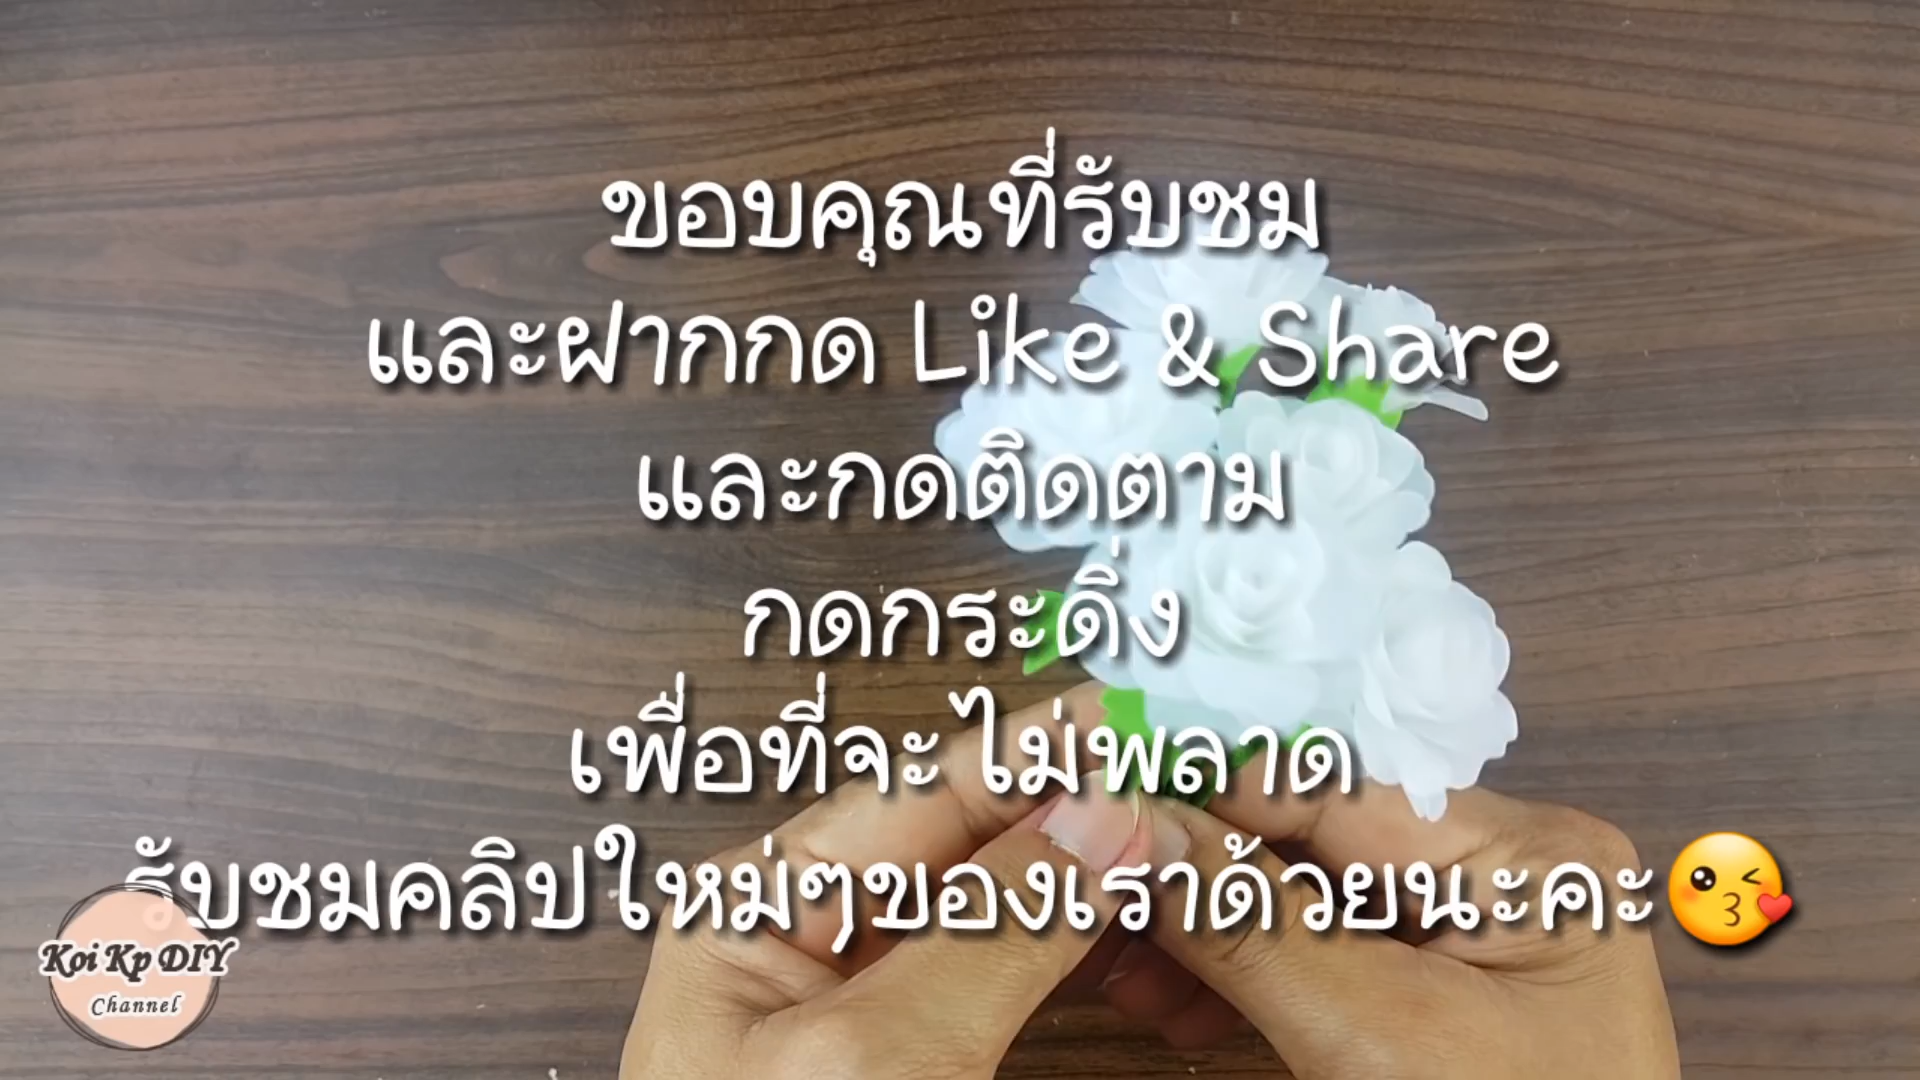 ขอบคุณที่รับชม
และฝากกด Like & Share
และกดติดตาม
กดกระดิ่ง
เพื่อที่จะ ไม่พลาด
รับชมคลิปใหม่ๆของเราด้วยนะคะ😘
Koi Kp DIY
Channel